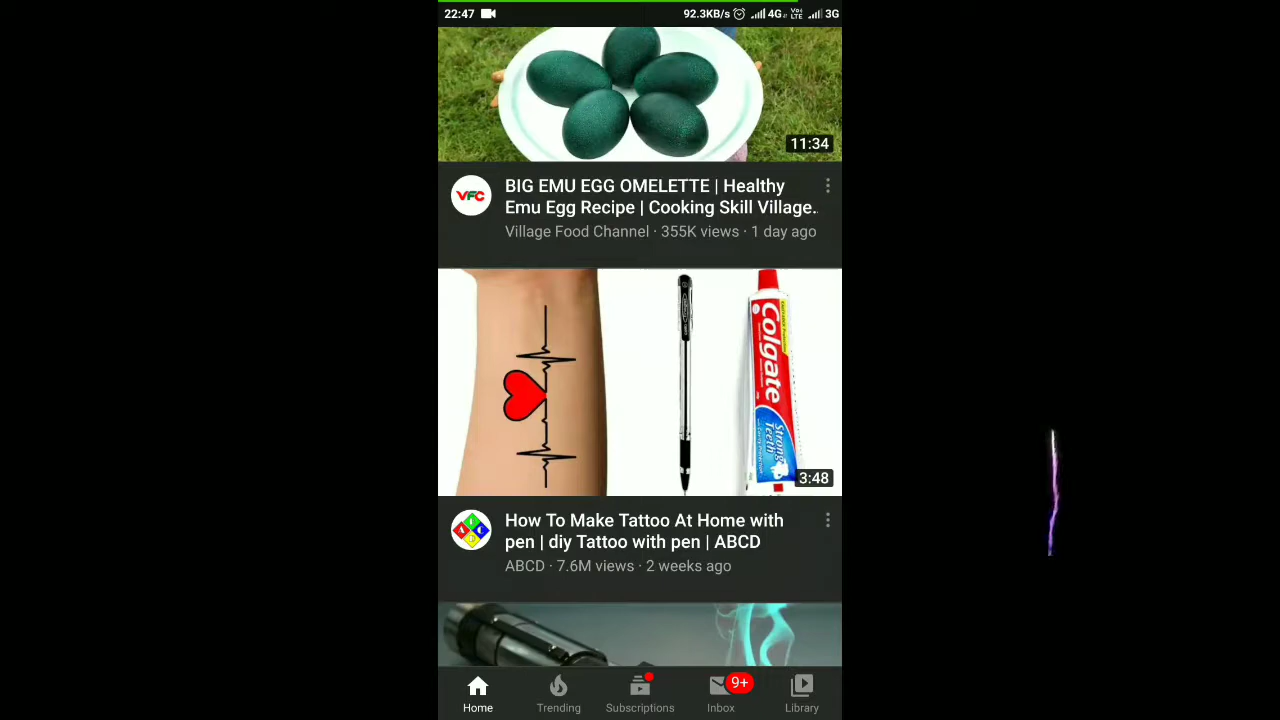 22:47 92.3KB/s 4G VoLTE 3G
11:34
VFC
BIG EMU EGG OMELETTE | Healthy
Emu Egg Recipe | Cooking Skill Village..
Village Food Channel · 355K views · 1 day ago
Colgate
Strong
Teeth
3:48
A B C D
How To Make Tattoo At Home with
pen | diy Tattoo with pen | ABCD
ABCD · 7.6M views · 2 weeks ago
9+
Home Trending Subscriptions Inbox Library